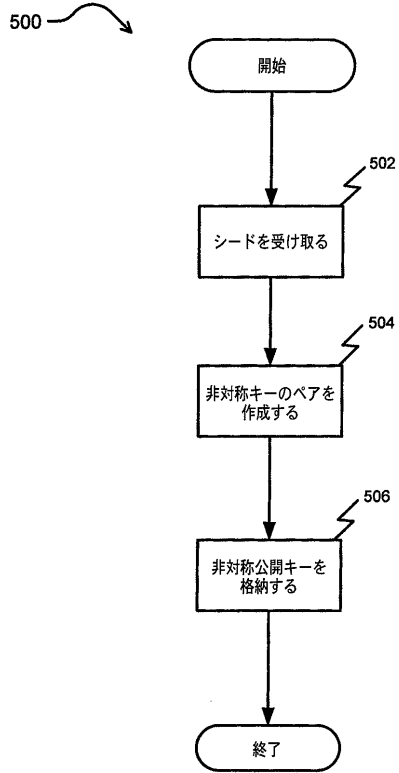 500
開始
502
シードを受け取る
504
非対称キーのペアを
作成する
506
非対称公開キーを
格納する
終了